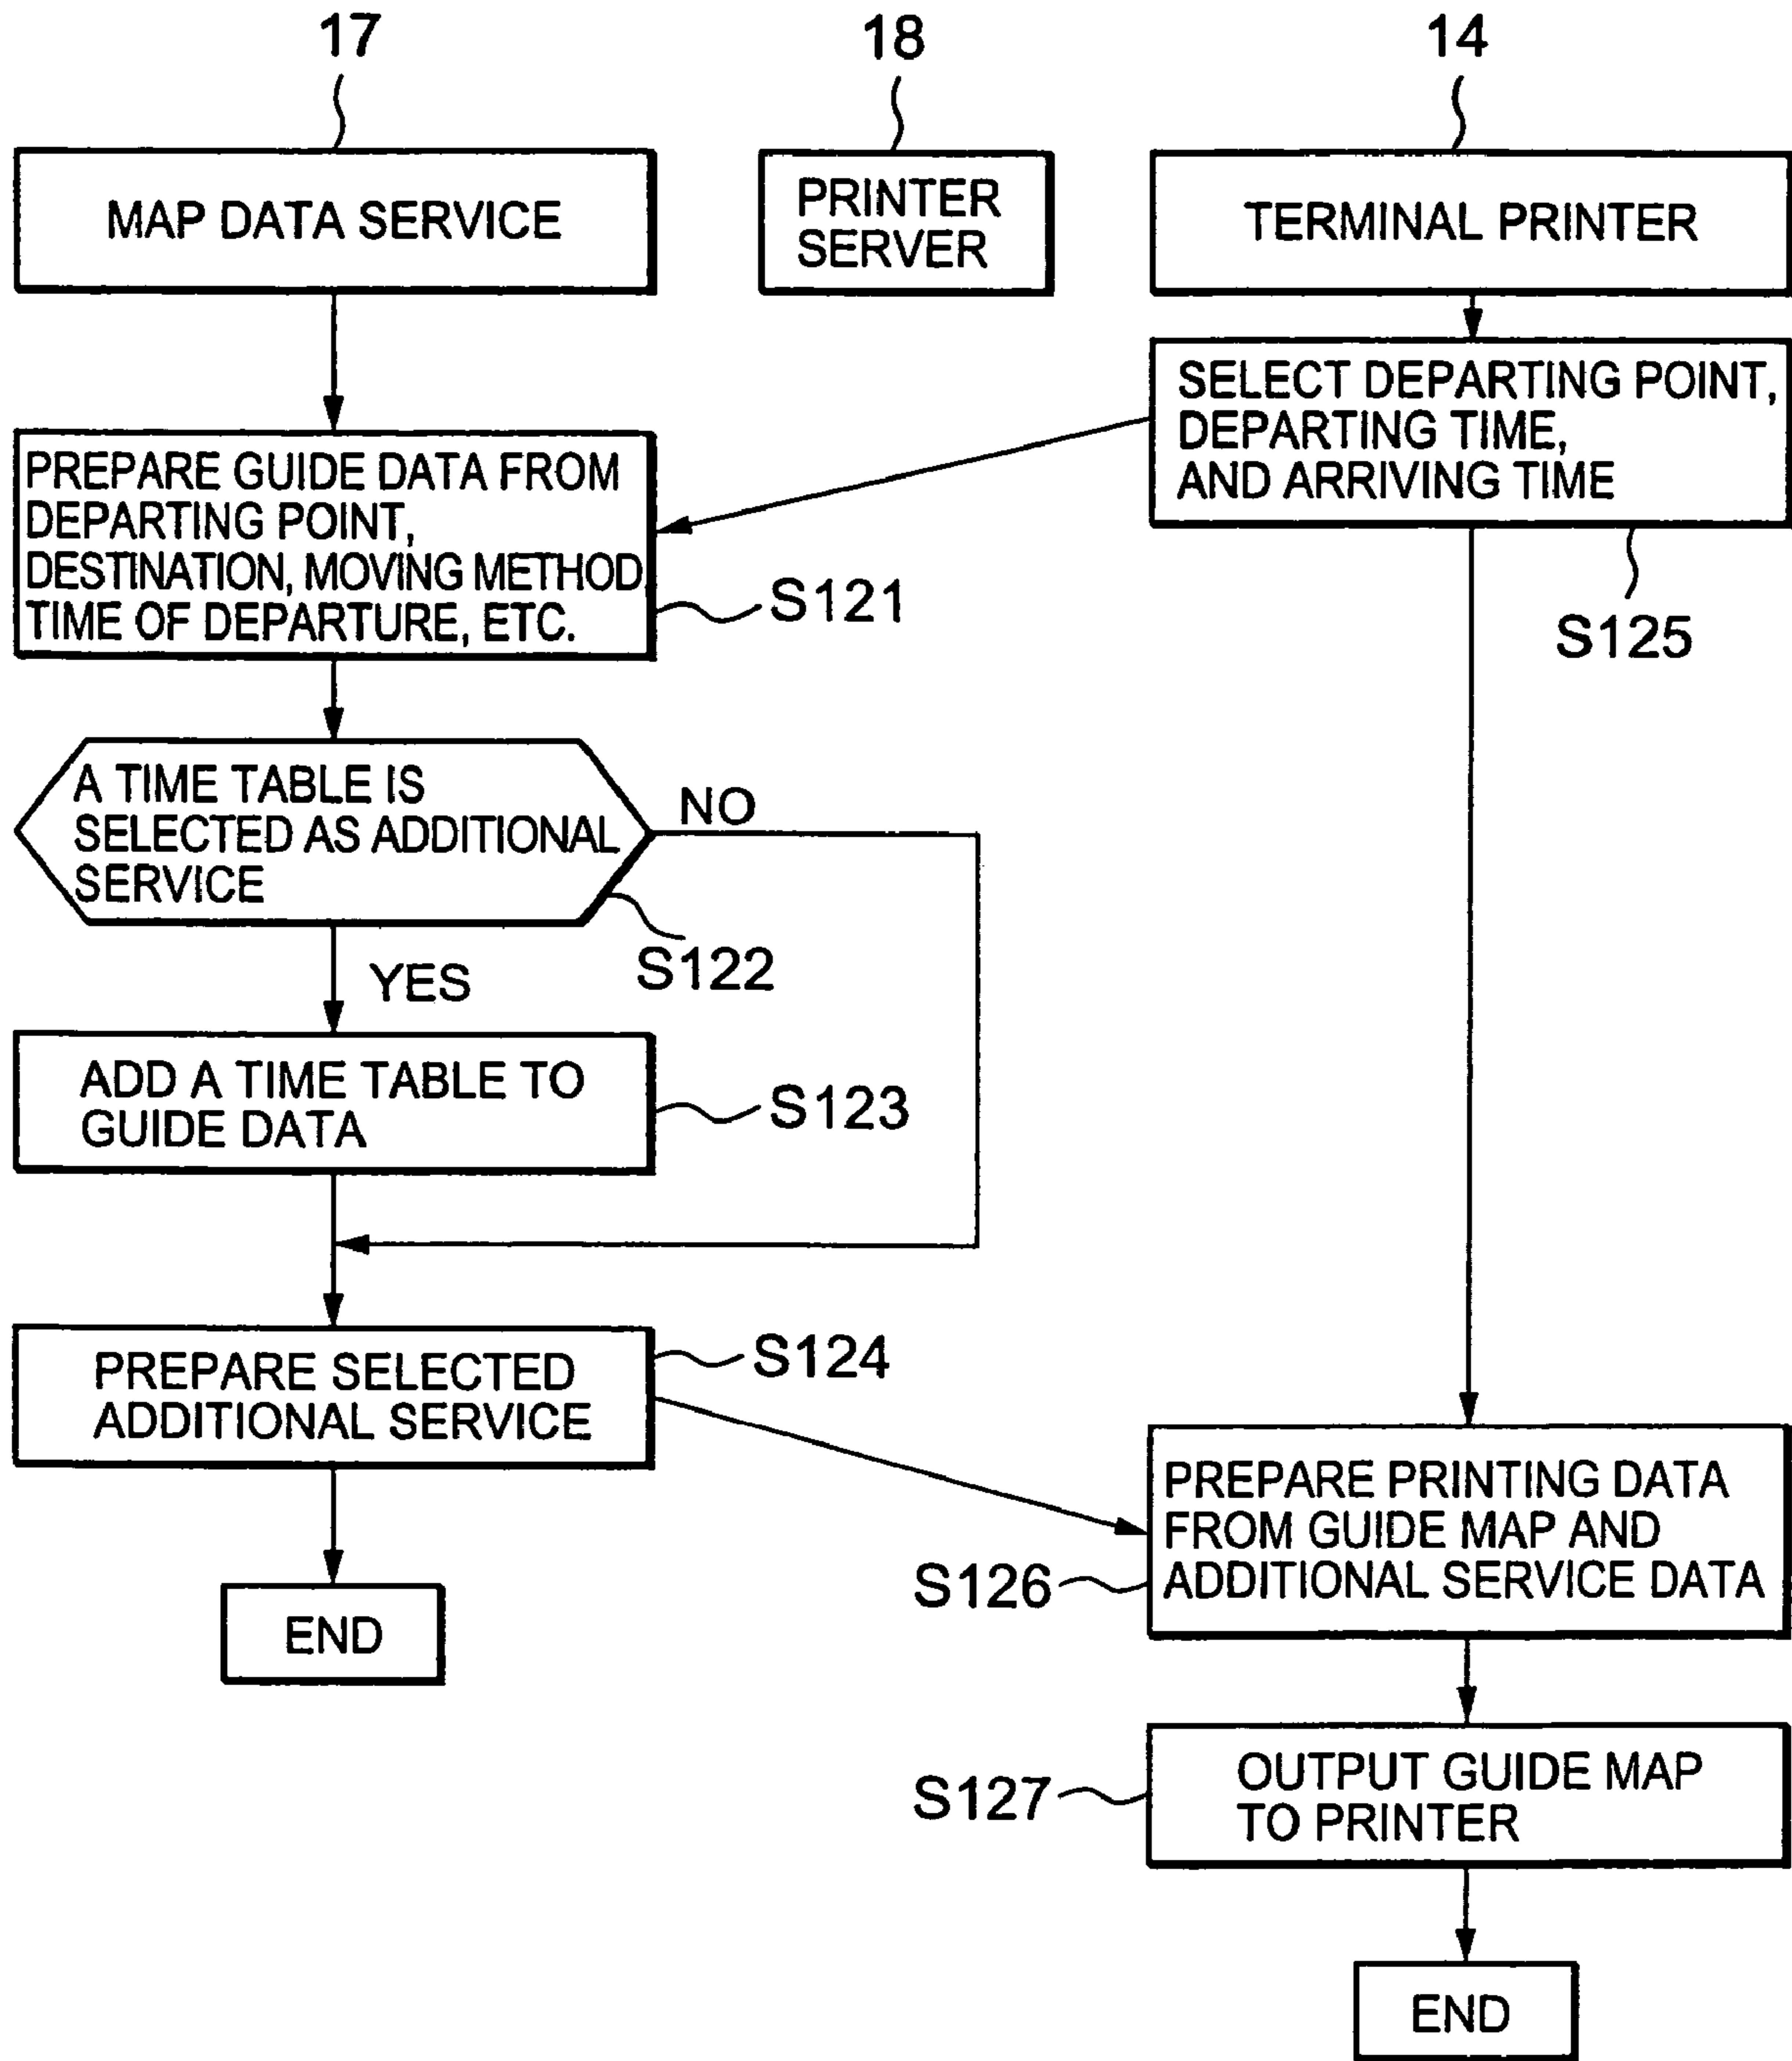 17
18
14
MAP DATA SERVICE
PRINTER
SERVER
TERMINAL PRINTER
SELECT DEPARTING POINT,
DEPARTING TIME,
AND ARRIVING TIME
S125
PREPARE GUIDE DATA FROM
DEPARTING POINT,
DESTINATION, MOVING METHOD
TIME OF DEPARTURE, ETC.
S121
A TIME TABLE IS
SELECTED AS ADDITIONAL
SERVICE
NO
S122
YES
ADD A TIME TABLE TO
GUIDE DATA
S123
PREPARE SELECTED
ADDITIONAL SERVICE
S124
END
PREPARE PRINTING DATA
FROM GUIDE MAP AND
ADDITIONAL SERVICE DATA
S126
OUTPUT GUIDE MAP
TO PRINTER
S127
END